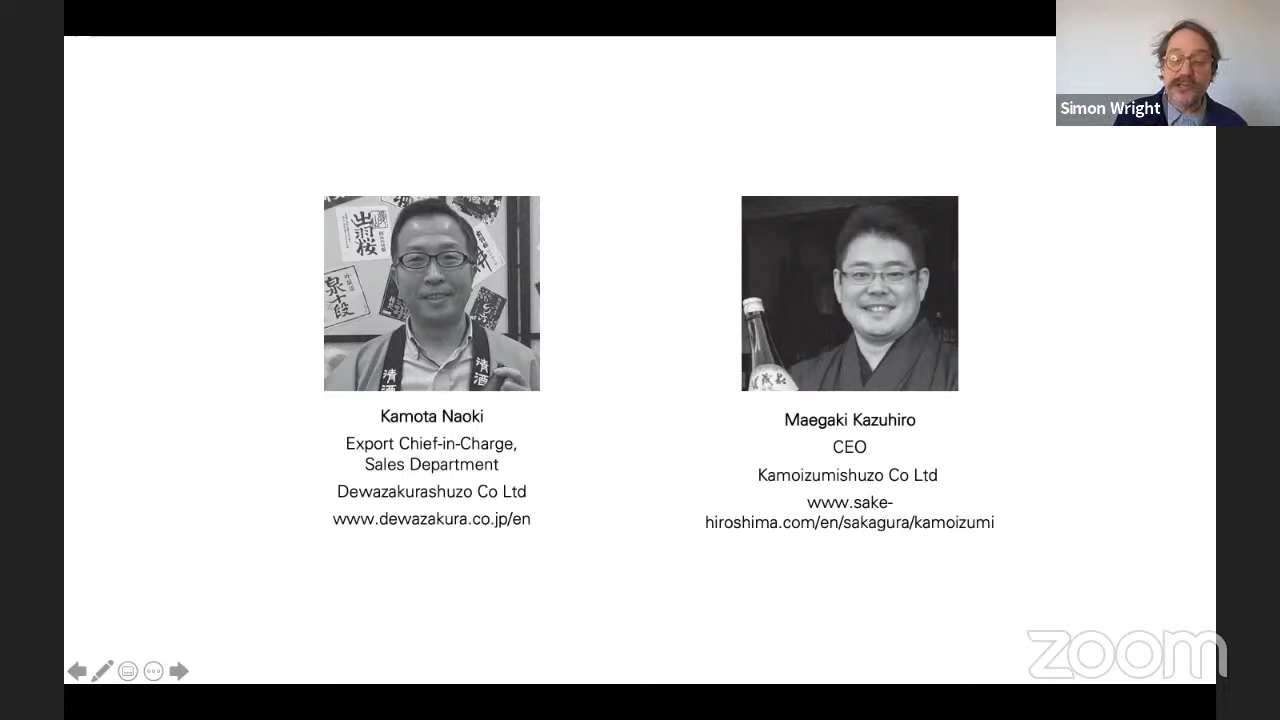 Simon Wright
出羽桜
泉十段
清酒
清酒
Kamota Naoki
Export Chief-in-Charge,
Sales Department
Dewazakurashuzo Co Ltd
www.dewazakura.co.jp/en
Maegaki Kazuhiro
CEO
Kamoizumishuzo Co Ltd
www.sake-
hiroshima.com/en/sakagura/kamoizumi
zoom